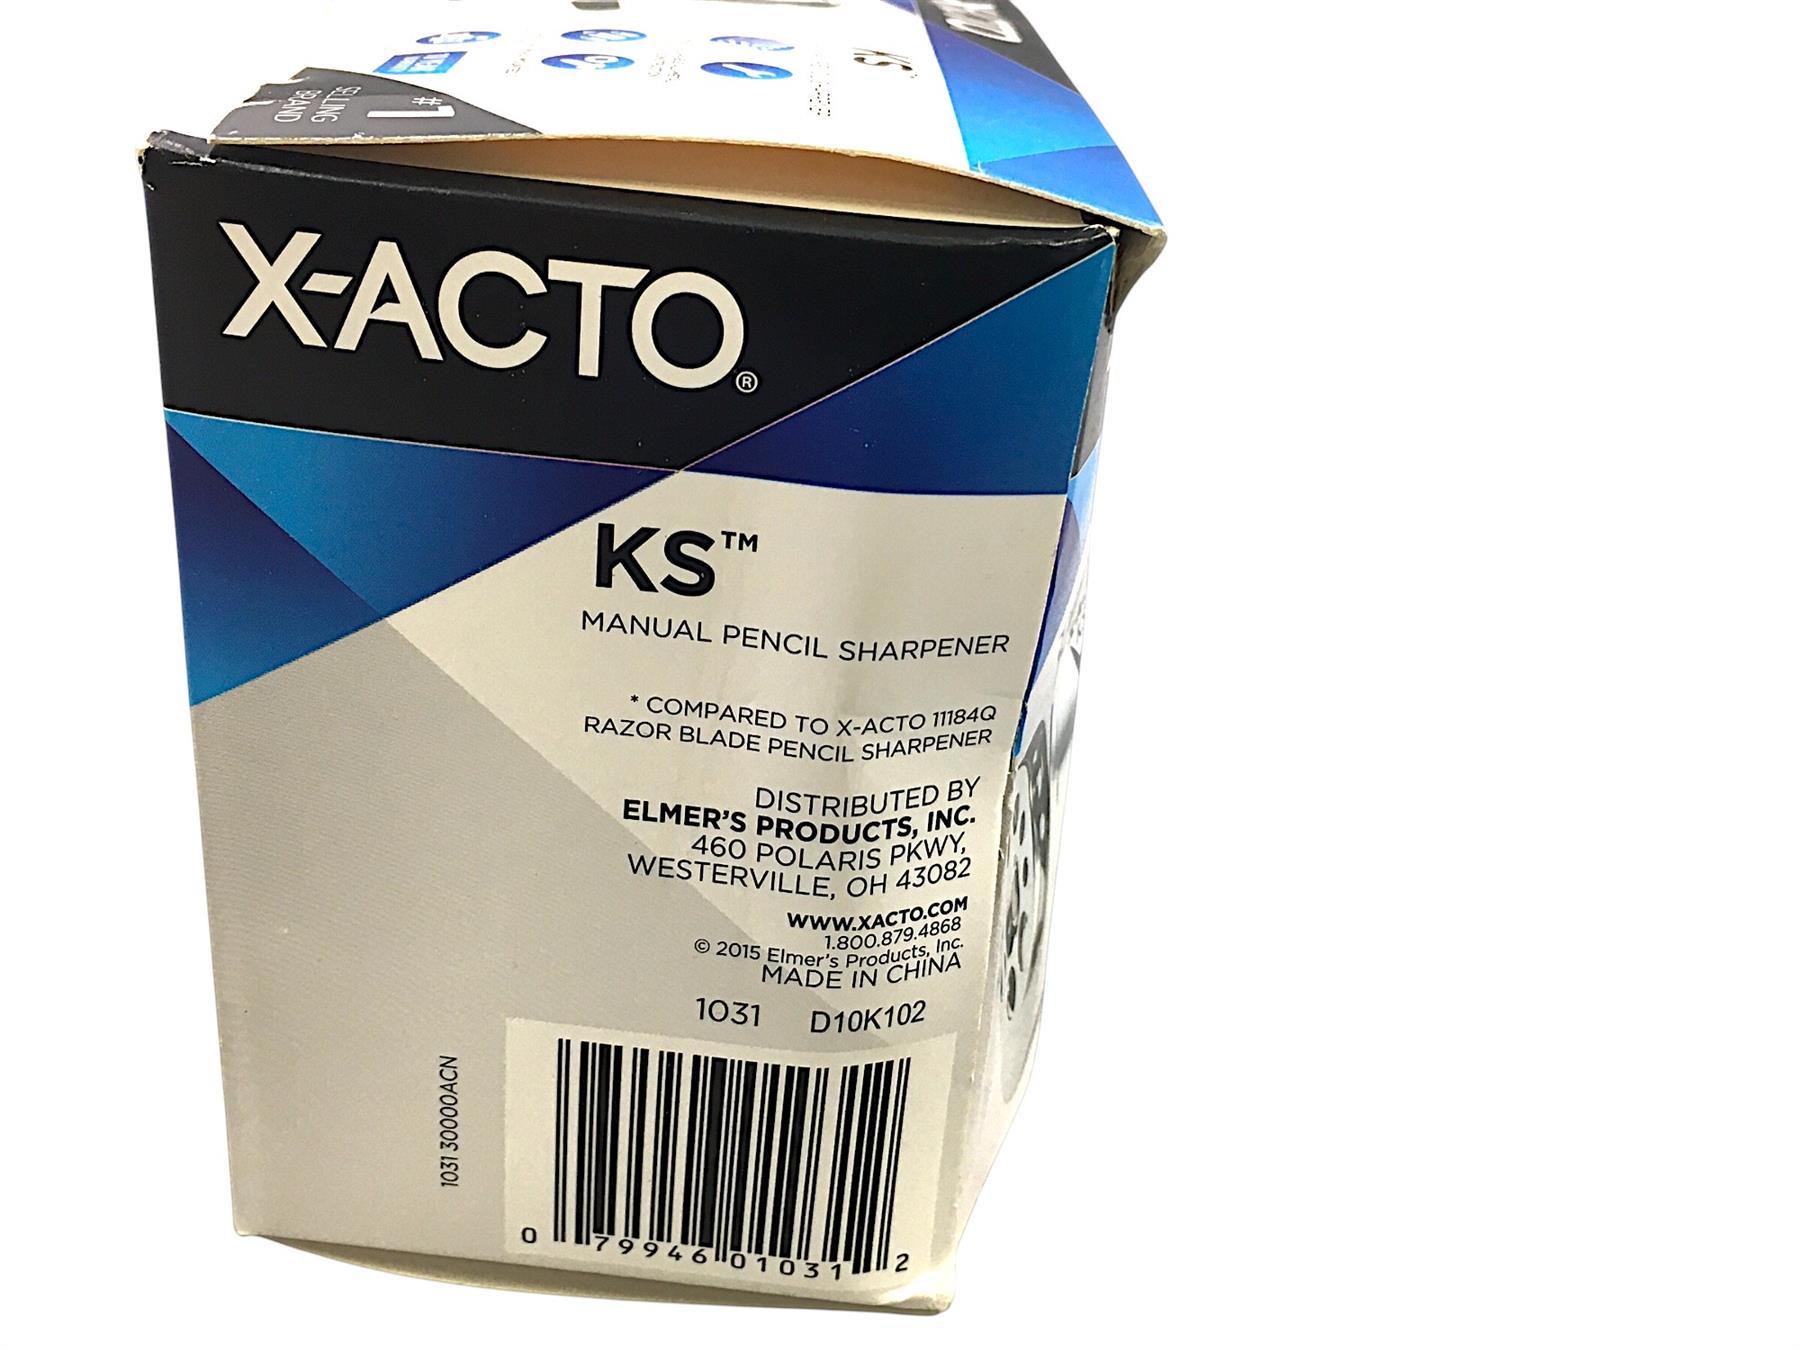 KS
#1
SELLING
BRAND
X-ACTO®
KS™
MANUAL PENCIL SHARPENER
* COMPARED TO X-ACTO 11184Q
RAZOR BLADE PENCIL SHARPENER
DISTRIBUTED BY
ELMER'S PRODUCTS, INC.
460 POLARIS PKWY,
WESTERVILLE, OH 43082
WWW.XACTO.COM
1.800.879.4868
© 2015 Elmer's Products, Inc.
MADE IN CHINA
1031 D10K102
1031 30000ACN
0 79946 01031 2